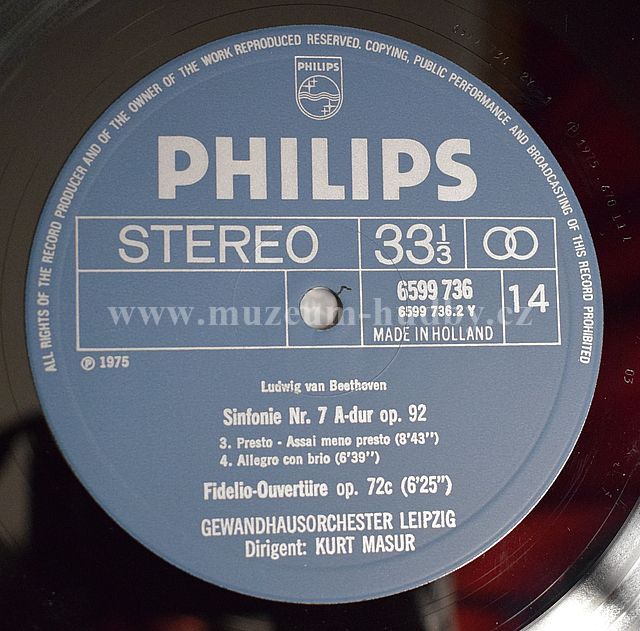 ALL RIGHTS OF THE RECORD PRODUCER AND OF THE OWNER OF THE WORK REPRODUCED RESERVED. COPYING, PUBLIC PERFORMANCE AND BROADCASTING OF THIS RECORD PROHIBITED
PHILIPS
PHILIPS
STEREO 33 1/3
6599 736 14
6599 736.2 Y
www.muzeum-hudby.cz
MADE IN HOLLAND
℗ 1975
Ludwig van Beethoven
Sinfonie Nr. 7 A-dur op. 92
3. Presto - Assai meno presto (8'43")
4. Allegro con brio (6'39")
Fidelio-Ouvertüre op. 72c (6'25")
GEWANDHAUSORCHESTER LEIPZIG
Dirigent: KURT MASUR